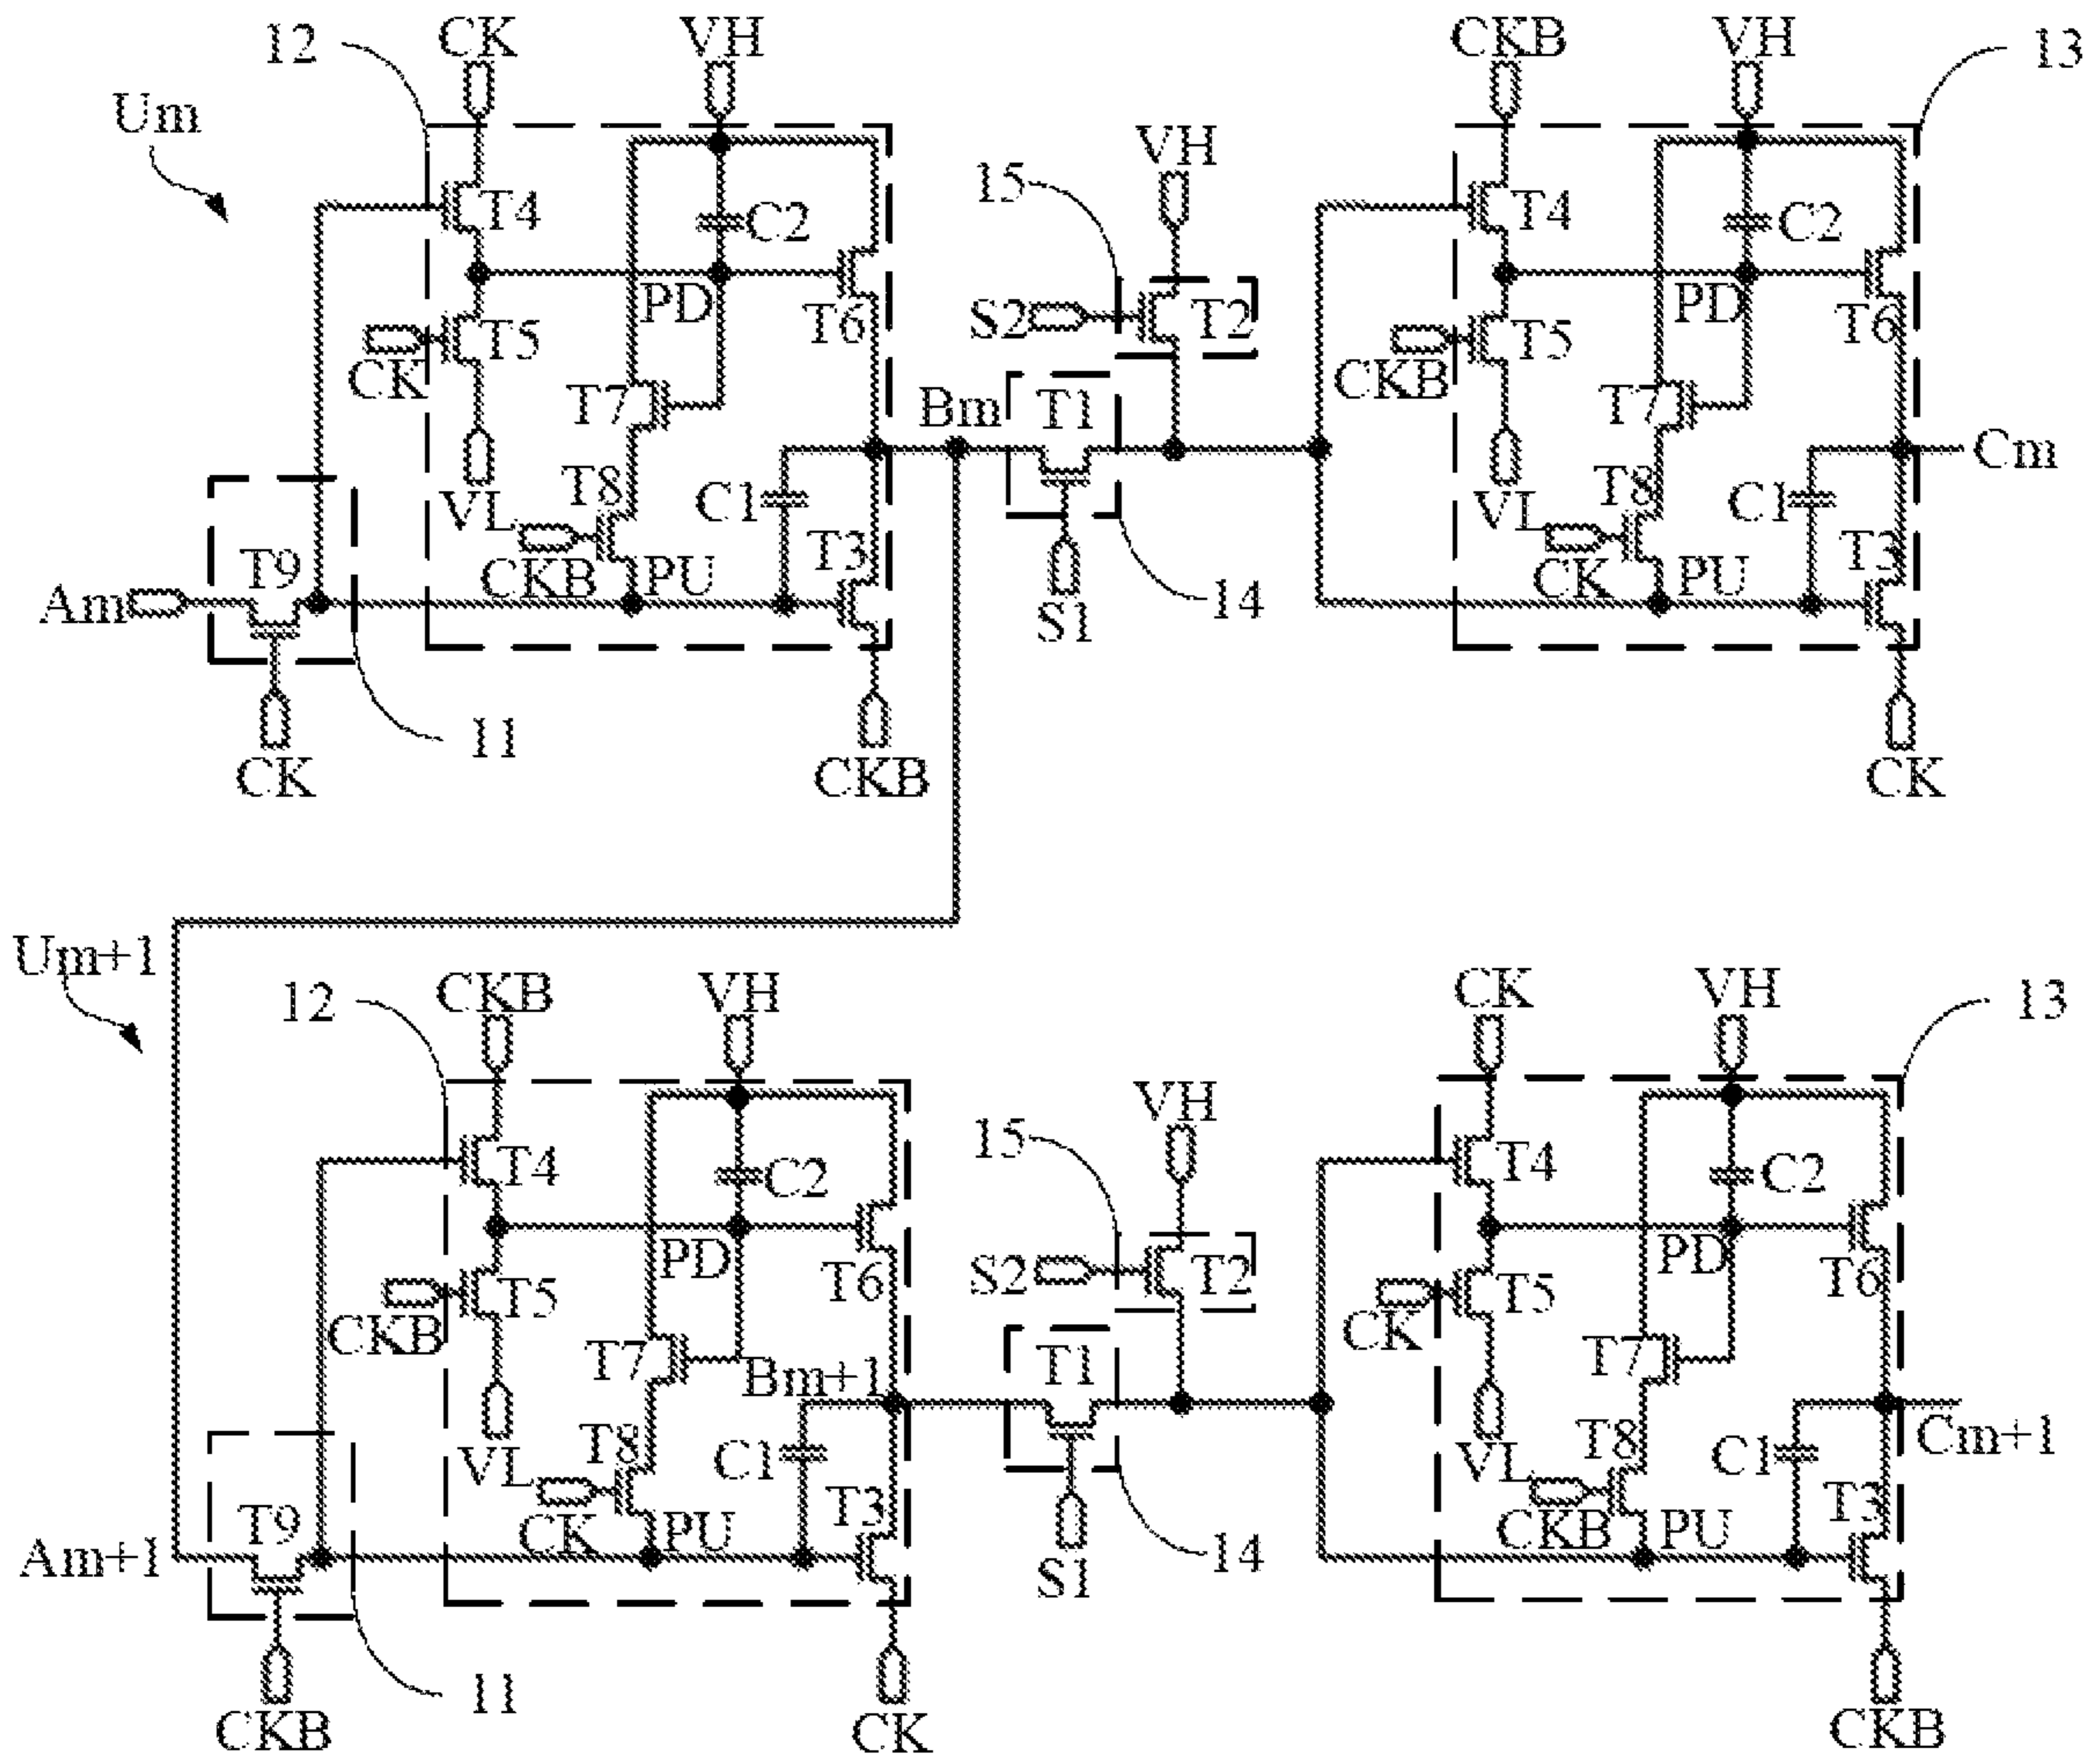 12
CK
VH
CKB
VH
13
Um
VH
15
T4
C2
T4
C2
PD
T6
S2
T2
PD
T6
T5
CK
T5
CKB
T7
Bm
T1
T7
Cm
T8
C1
T8
C1
VL
VL
T9
CKB
PU
T3
CK
PU
T3
Am
S1
14
11
CK
CKB
CK
Um+1
12
CKB
VH
CK
VH
13
VH
15
T4
C2
T4
C2
PD
T6
S2
T2
PD
T6
T5
CKB
T5
CK
T7
Bm+1
T1
T7
Cm+1
T8
C1
T8
C1
VL
VL
T9
CK
PU
T3
CKB
PU
T3
Am+1
S1
14
11
CKB
CK
CKB